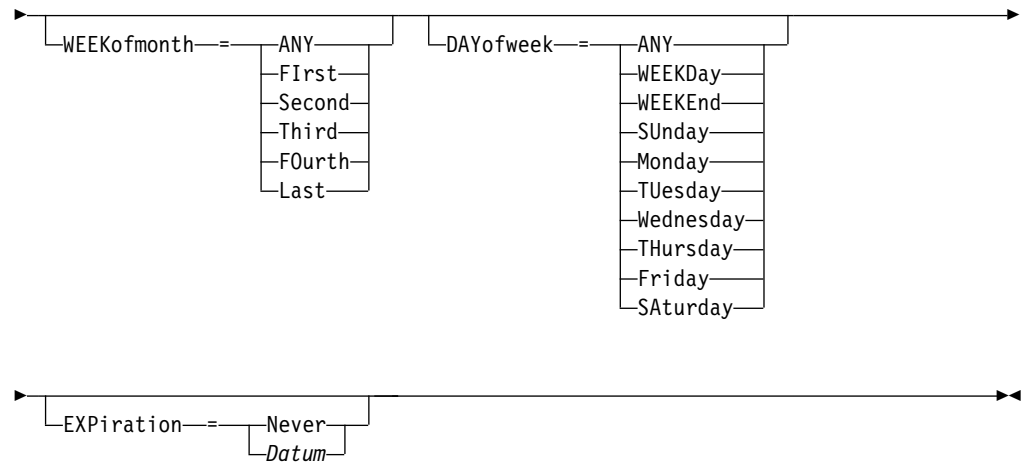 WEEKofmonth = ANY DAYofweek = ANY
FIrst WEEKDay
Second WEEKEnd
Third SUnday
FOurth Monday
Last TUesday
Wednesday
THursday
Friday
SAturday
EXPiration = Never
Datum